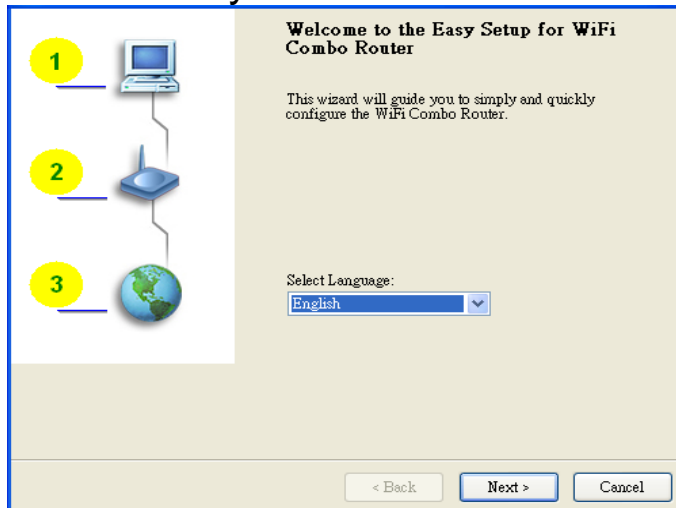 Welcome to the Easy Setup for WiFi
Combo Router
This wizard will guide you to simply and quickly
configure the WiFi Combo Router.
1
2
3
Select Language:
English
< Back
Next >
Cancel